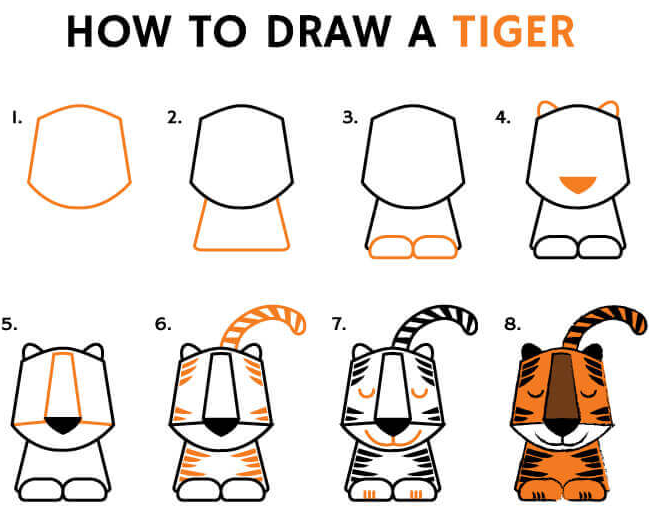 HOW TO DRAW A TIGER
1. 2. 3. 4.
5. 6. 7. 8.